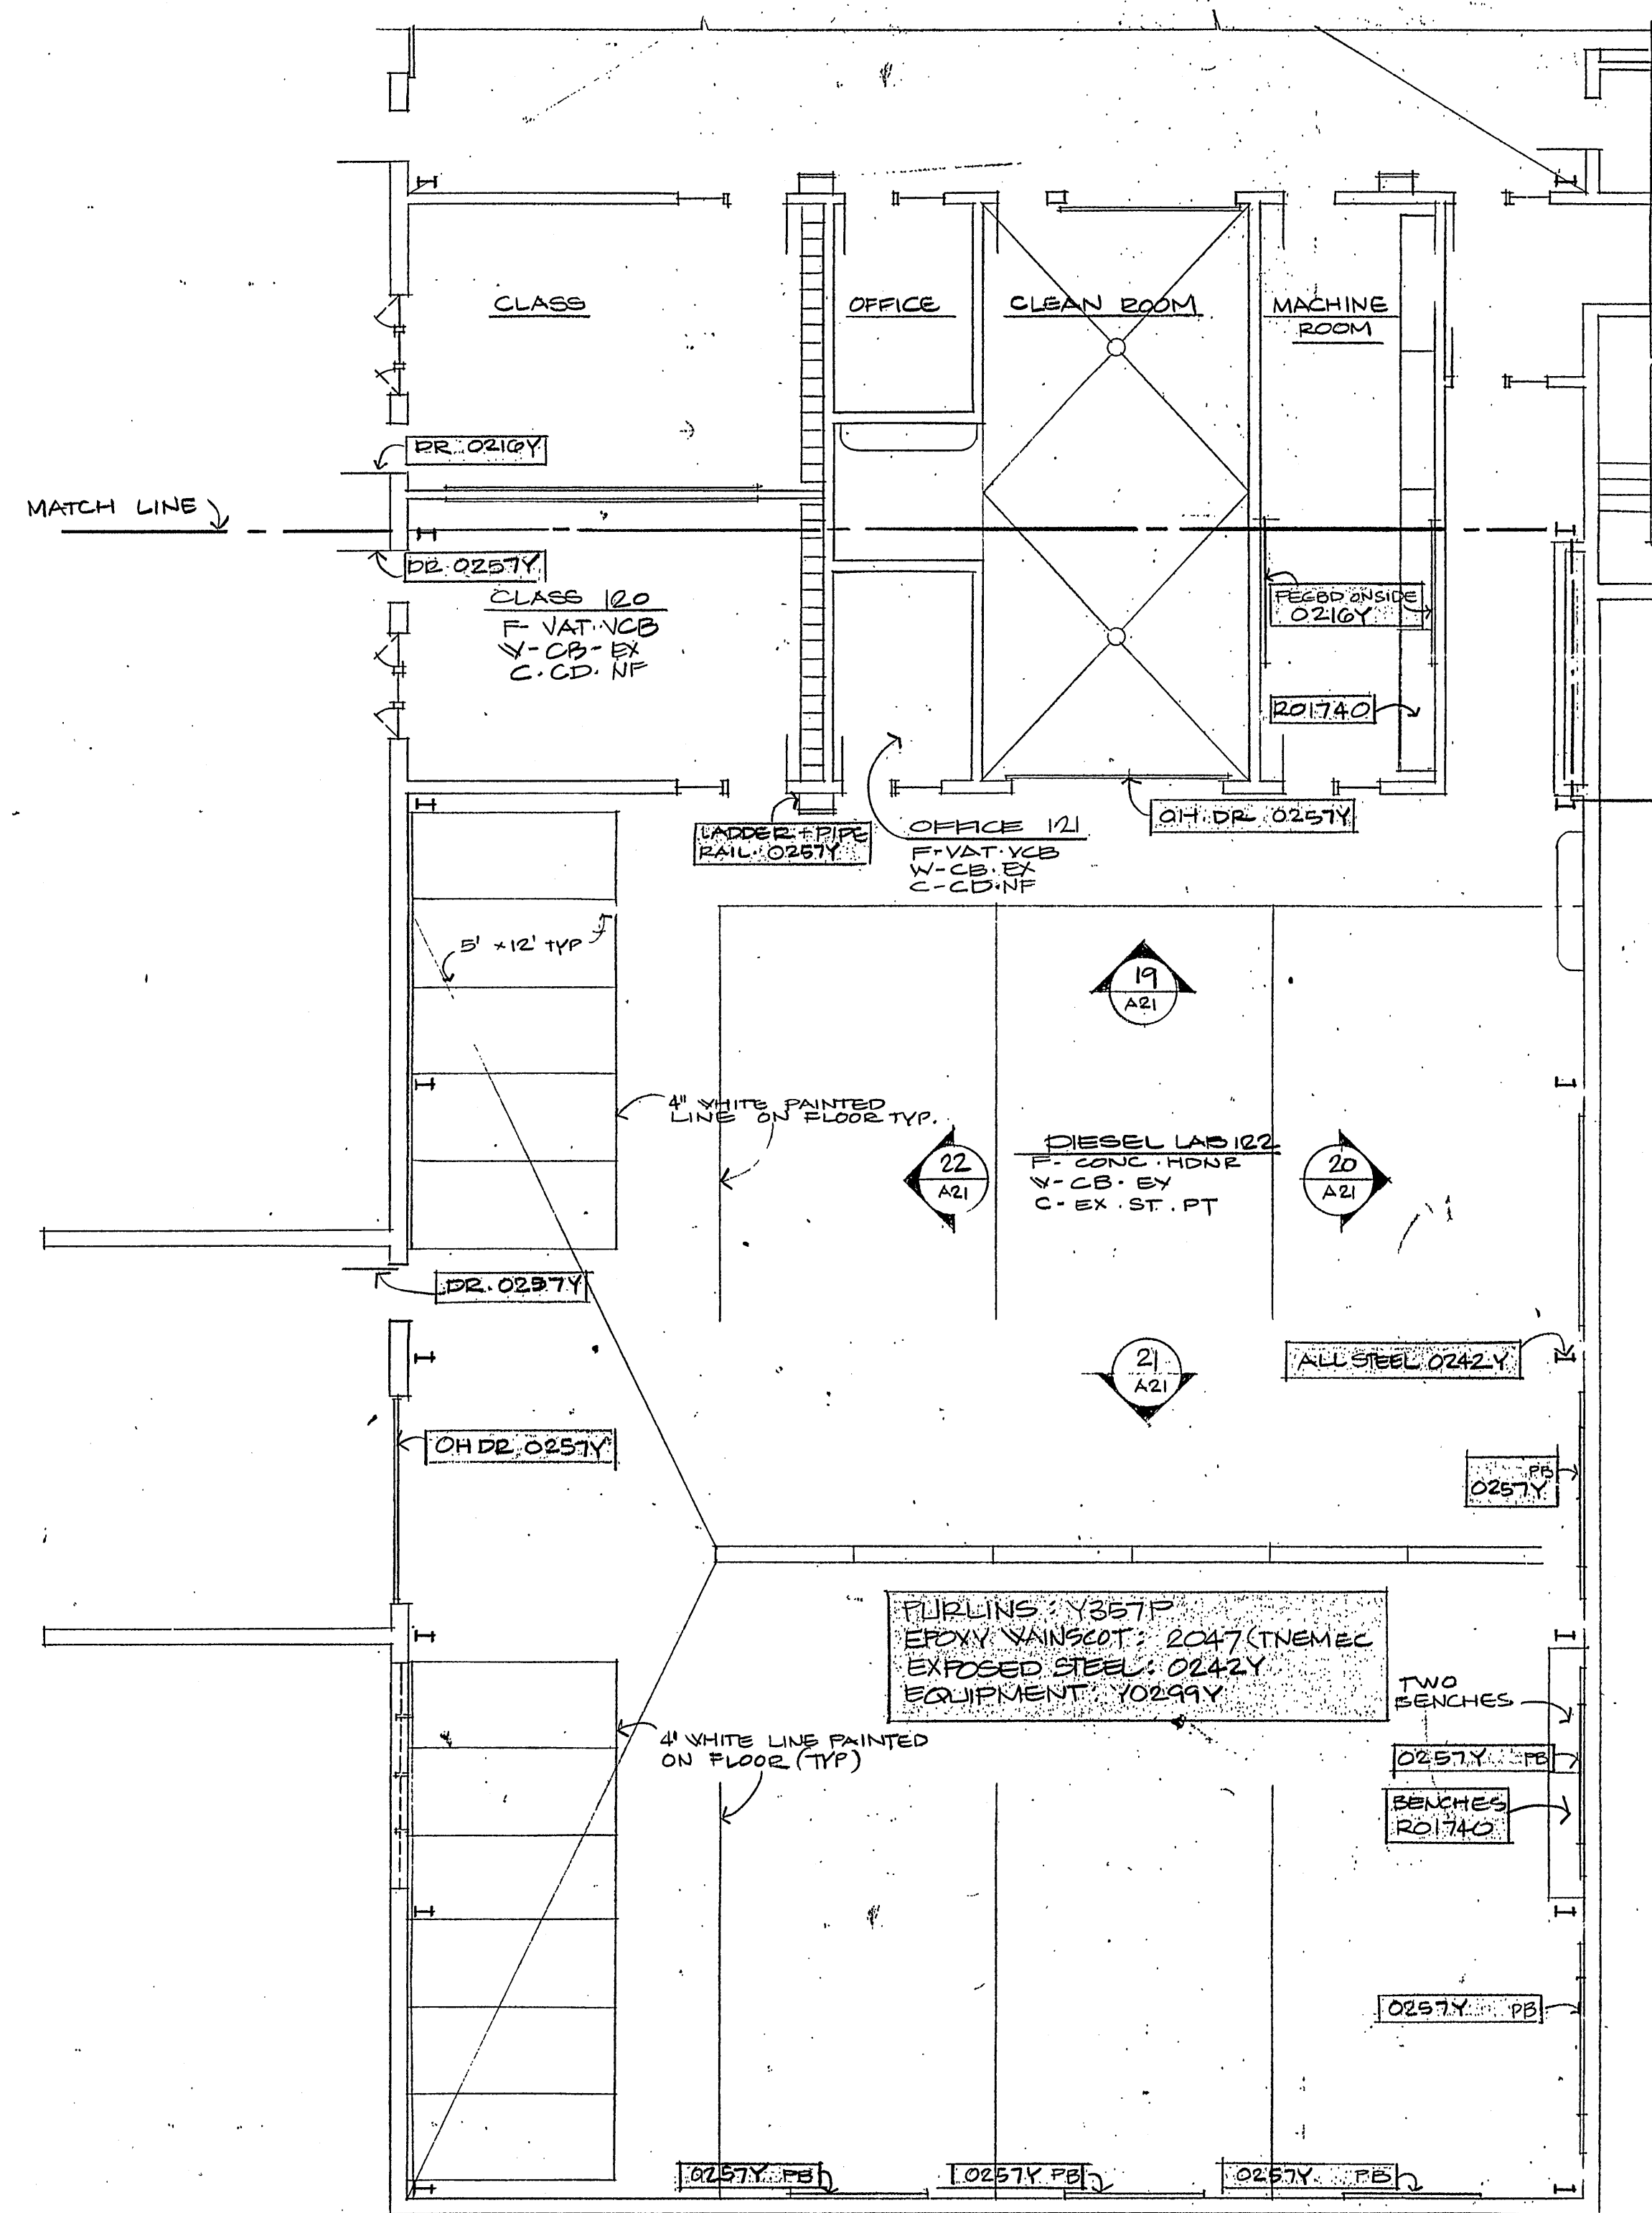 CLASS
OFFICE
CLEAN ROOM
MACHINE
ROOM
DR. 0216Y
MATCH LINE
DR 0257Y
CLASS 120
F- VAT·VCB
W-CB-EX
C.CD.NF
ONSIDE
0216Y
R01740
LADDER + PIPE
RAIL. 0257Y
OFFICE 121
F-VAT·VCB
W-CB.EX
C-CD.NF
OH. DR. 0257Y
5' x 12' TYP
19
A21
4" WHITE PAINTED
LINE ON FLOOR TYP.
22
A21
DIESEL LAB 122
F- CONC. HDNR
W-CB. EX
C-EX. ST. PT
20
A21
DR. 0257Y
21
A21
ALL STEEL 0242Y
OH DR. 0257Y
PB
0257Y
PURLINS: Y357P
EPOXY WAINSCOT: 2047 (TNEMEC
EXPOSED STEEL: 0242Y
EQUIPMENT: Y0299Y
TWO
BENCHES
4" WHITE LINE PAINTED
ON FLOOR (TYP)
0257Y PB
BENCHES
R01740
0257Y PB
0257Y PB
0257Y PB
0257Y PB